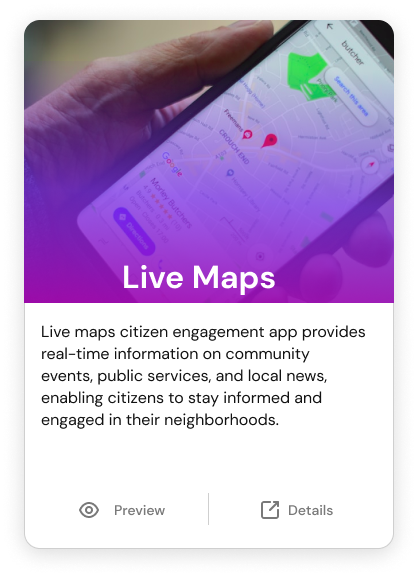 butcher
Search this area
CROUCH END
Google
Morley Butchers
Directions
Live Maps
Live maps citizen engagement app provides
real-time information on community
events, public services, and local news,
enabling citizens to stay informed and
engaged in their neighborhoods.
Preview
Details